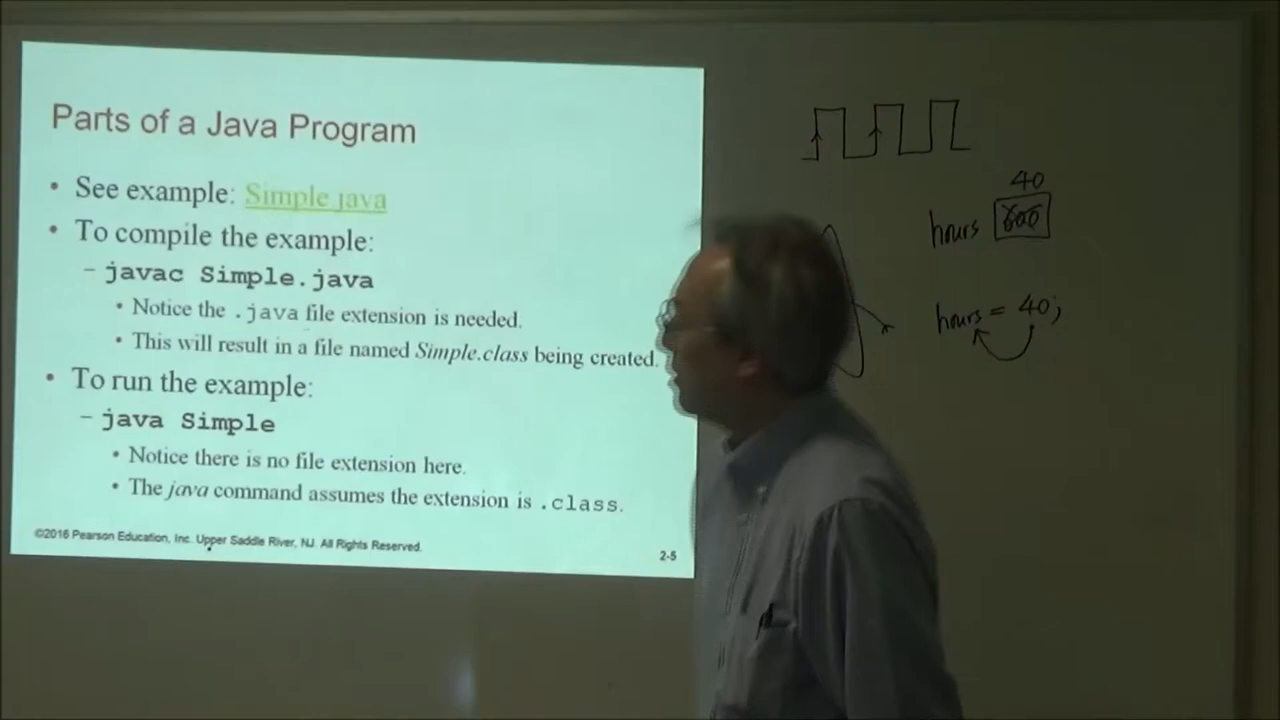 Parts of a Java Program
• See example: Simple.java
• To compile the example:
– javac Simple.java
• Notice the .java file extension is needed.
• This will result in a file named Simple.class being created.
• To run the example:
– java Simple
• Notice there is no file extension here.
• The java command assumes the extension is .class.
©2016 Pearson Education, Inc. Upper Saddle River, NJ. All Rights Reserved.
2-5
40
hours
hours = 40;